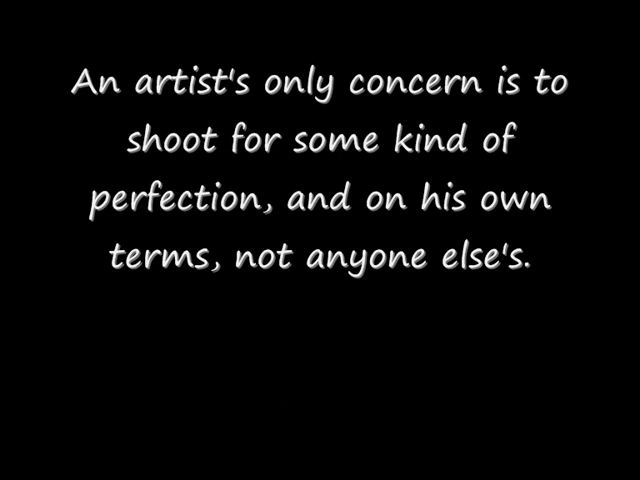 An artist's only concern is to
shoot for some kind of
perfection, and on his own
terms, not anyone else's.